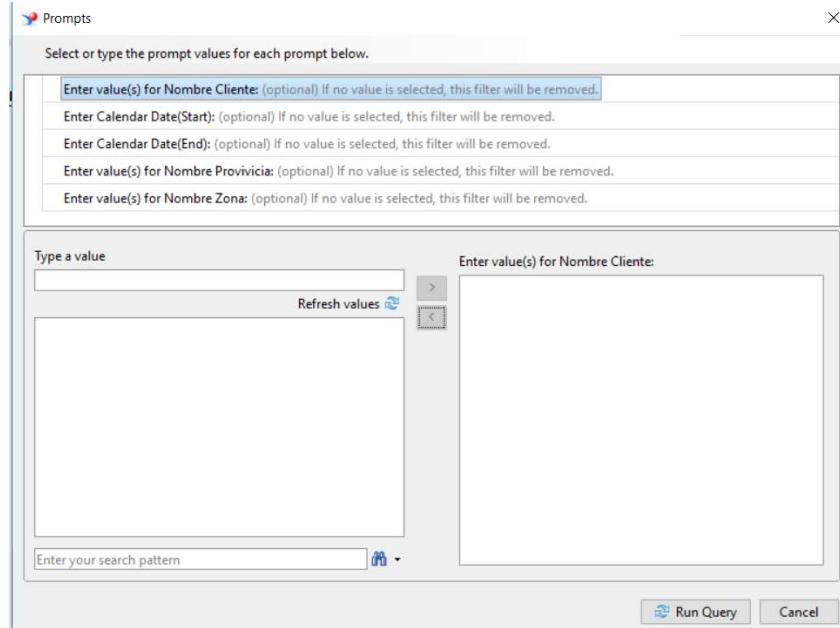 Prompts
Select or type the prompt values for each prompt below.
Enter value(s) for Nombre Cliente: (optional) If no value is selected, this filter will be removed.
Enter Calendar Date(Start): (optional) If no value is selected, this filter will be removed.
Enter Calendar Date(End): (optional) If no value is selected, this filter will be removed.
Enter value(s) for Nombre Provivicia: (optional) If no value is selected, this filter will be removed.
Enter value(s) for Nombre Zona: (optional) If no value is selected, this filter will be removed.
Type a value
Enter value(s) for Nombre Cliente:
>
Refresh values
<
Enter your search pattern
Run Query Cancel